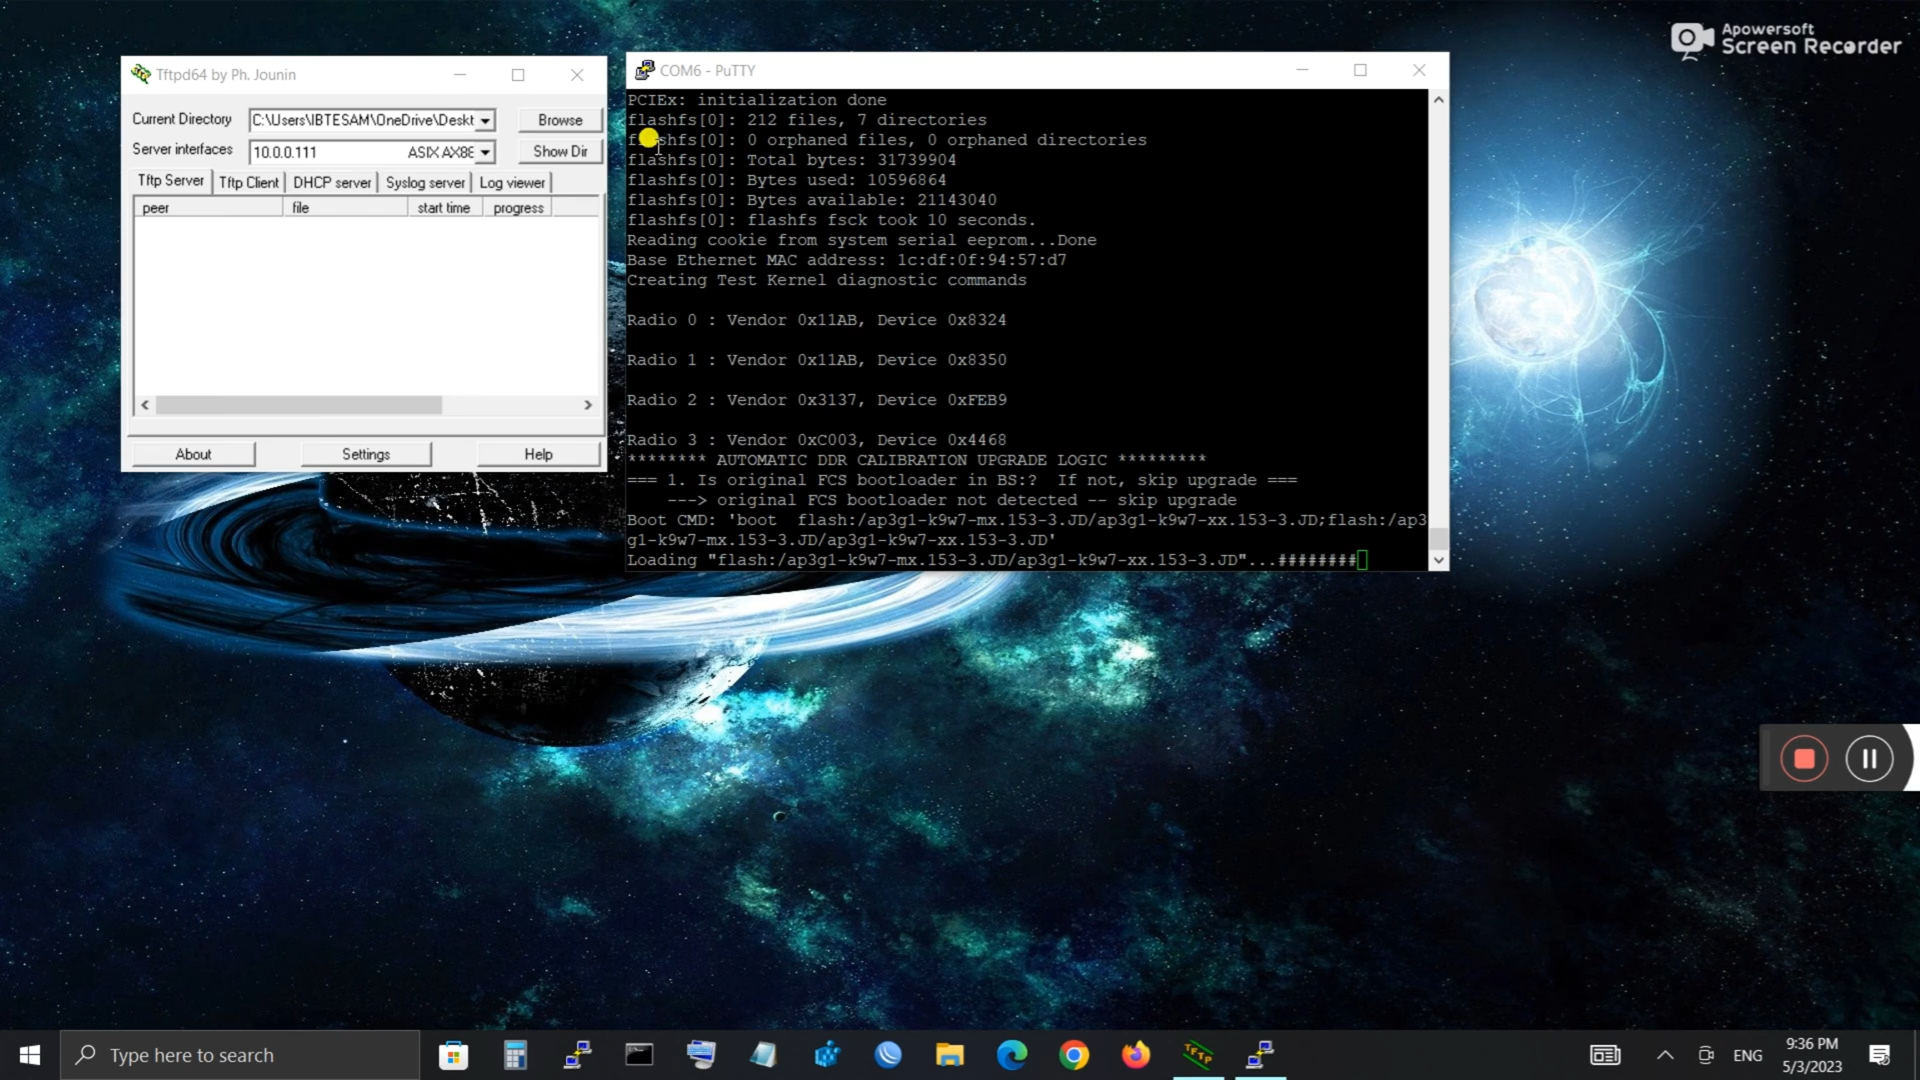 Apowersoft
Screen Recorder
Tftpd64 by Ph. Jounin
Current Directory
C:\Users\IBTESAM\OneDrive\Deskt
Browse
Server interfaces
10.0.0.111
ASIX AX88
Show Dir
Tftp Server
Tftp Client
DHCP server
Syslog server
Log viewer
peer
file
start time
progress
About
Settings
Help
COM6 - PuTTY
PCIEx: initialization done
flashfs[0]: 212 files, 7 directories
flashfs[0]: 0 orphaned files, 0 orphaned directories
flashfs[0]: Total bytes: 31739904
flashfs[0]: Bytes used: 10596864
flashfs[0]: Bytes available: 21143040
flashfs[0]: flashfs fsck took 10 seconds.
Reading cookie from system serial eeprom...Done
Base Ethernet MAC address: 1c:df:0f:94:57:d7
Creating Test Kernel diagnostic commands
Radio 0 : Vendor 0x11AB, Device 0x8324
Radio 1 : Vendor 0x11AB, Device 0x8350
Radio 2 : Vendor 0x3137, Device 0xFEB9
Radio 3 : Vendor 0xC003, Device 0x4468
******** AUTOMATIC DDR CALIBRATION UPGRADE LOGIC *********
=== 1. Is original FCS bootloader in BS:?  If not, skip upgrade ===
    ---> original FCS bootloader not detected -- skip upgrade
Boot CMD: 'boot  flash:/ap3g1-k9w7-mx.153-3.JD/ap3g1-k9w7-xx.153-3.JD;flash:/ap3
g1-k9w7-mx.153-3.JD/ap3g1-k9w7-xx.153-3.JD'
Loading "flash:/ap3g1-k9w7-mx.153-3.JD/ap3g1-k9w7-xx.153-3.JD"...########
Type here to search
TFTP
ENG
9:36 PM
5/3/2023